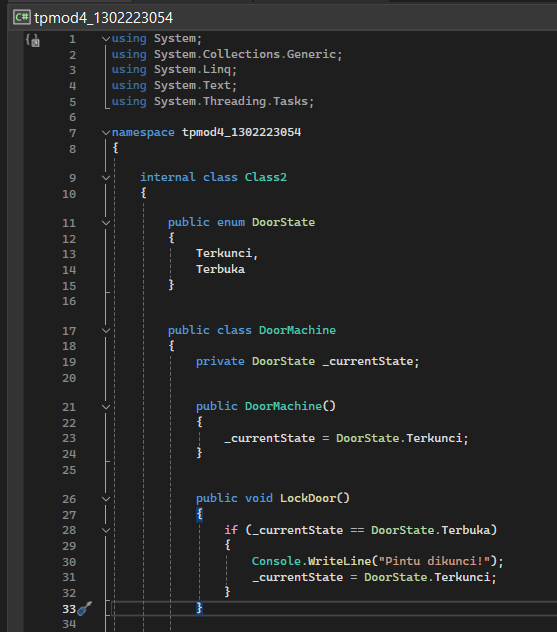 C# tpmod4_1302223054
1 using System;
2 using System.Collections.Generic;
3 using System.Linq;
4 using System.Text;
5 using System.Threading.Tasks;
6
7 namespace tpmod4_1302223054
8 {
9 internal class Class2
10 {
11 public enum DoorState
12 {
13 Terkunci,
14 Terbuka
15 }
16
17 public class DoorMachine
18 {
19 private DoorState _currentState;
20
21 public DoorMachine()
22 {
23 _currentState = DoorState.Terkunci;
24 }
25
26 public void LockDoor()
27 {
28 if (_currentState == DoorState.Terbuka)
29 {
30 Console.WriteLine("Pintu dikunci!");
31 _currentState = DoorState.Terkunci;
32 }
33 }
34